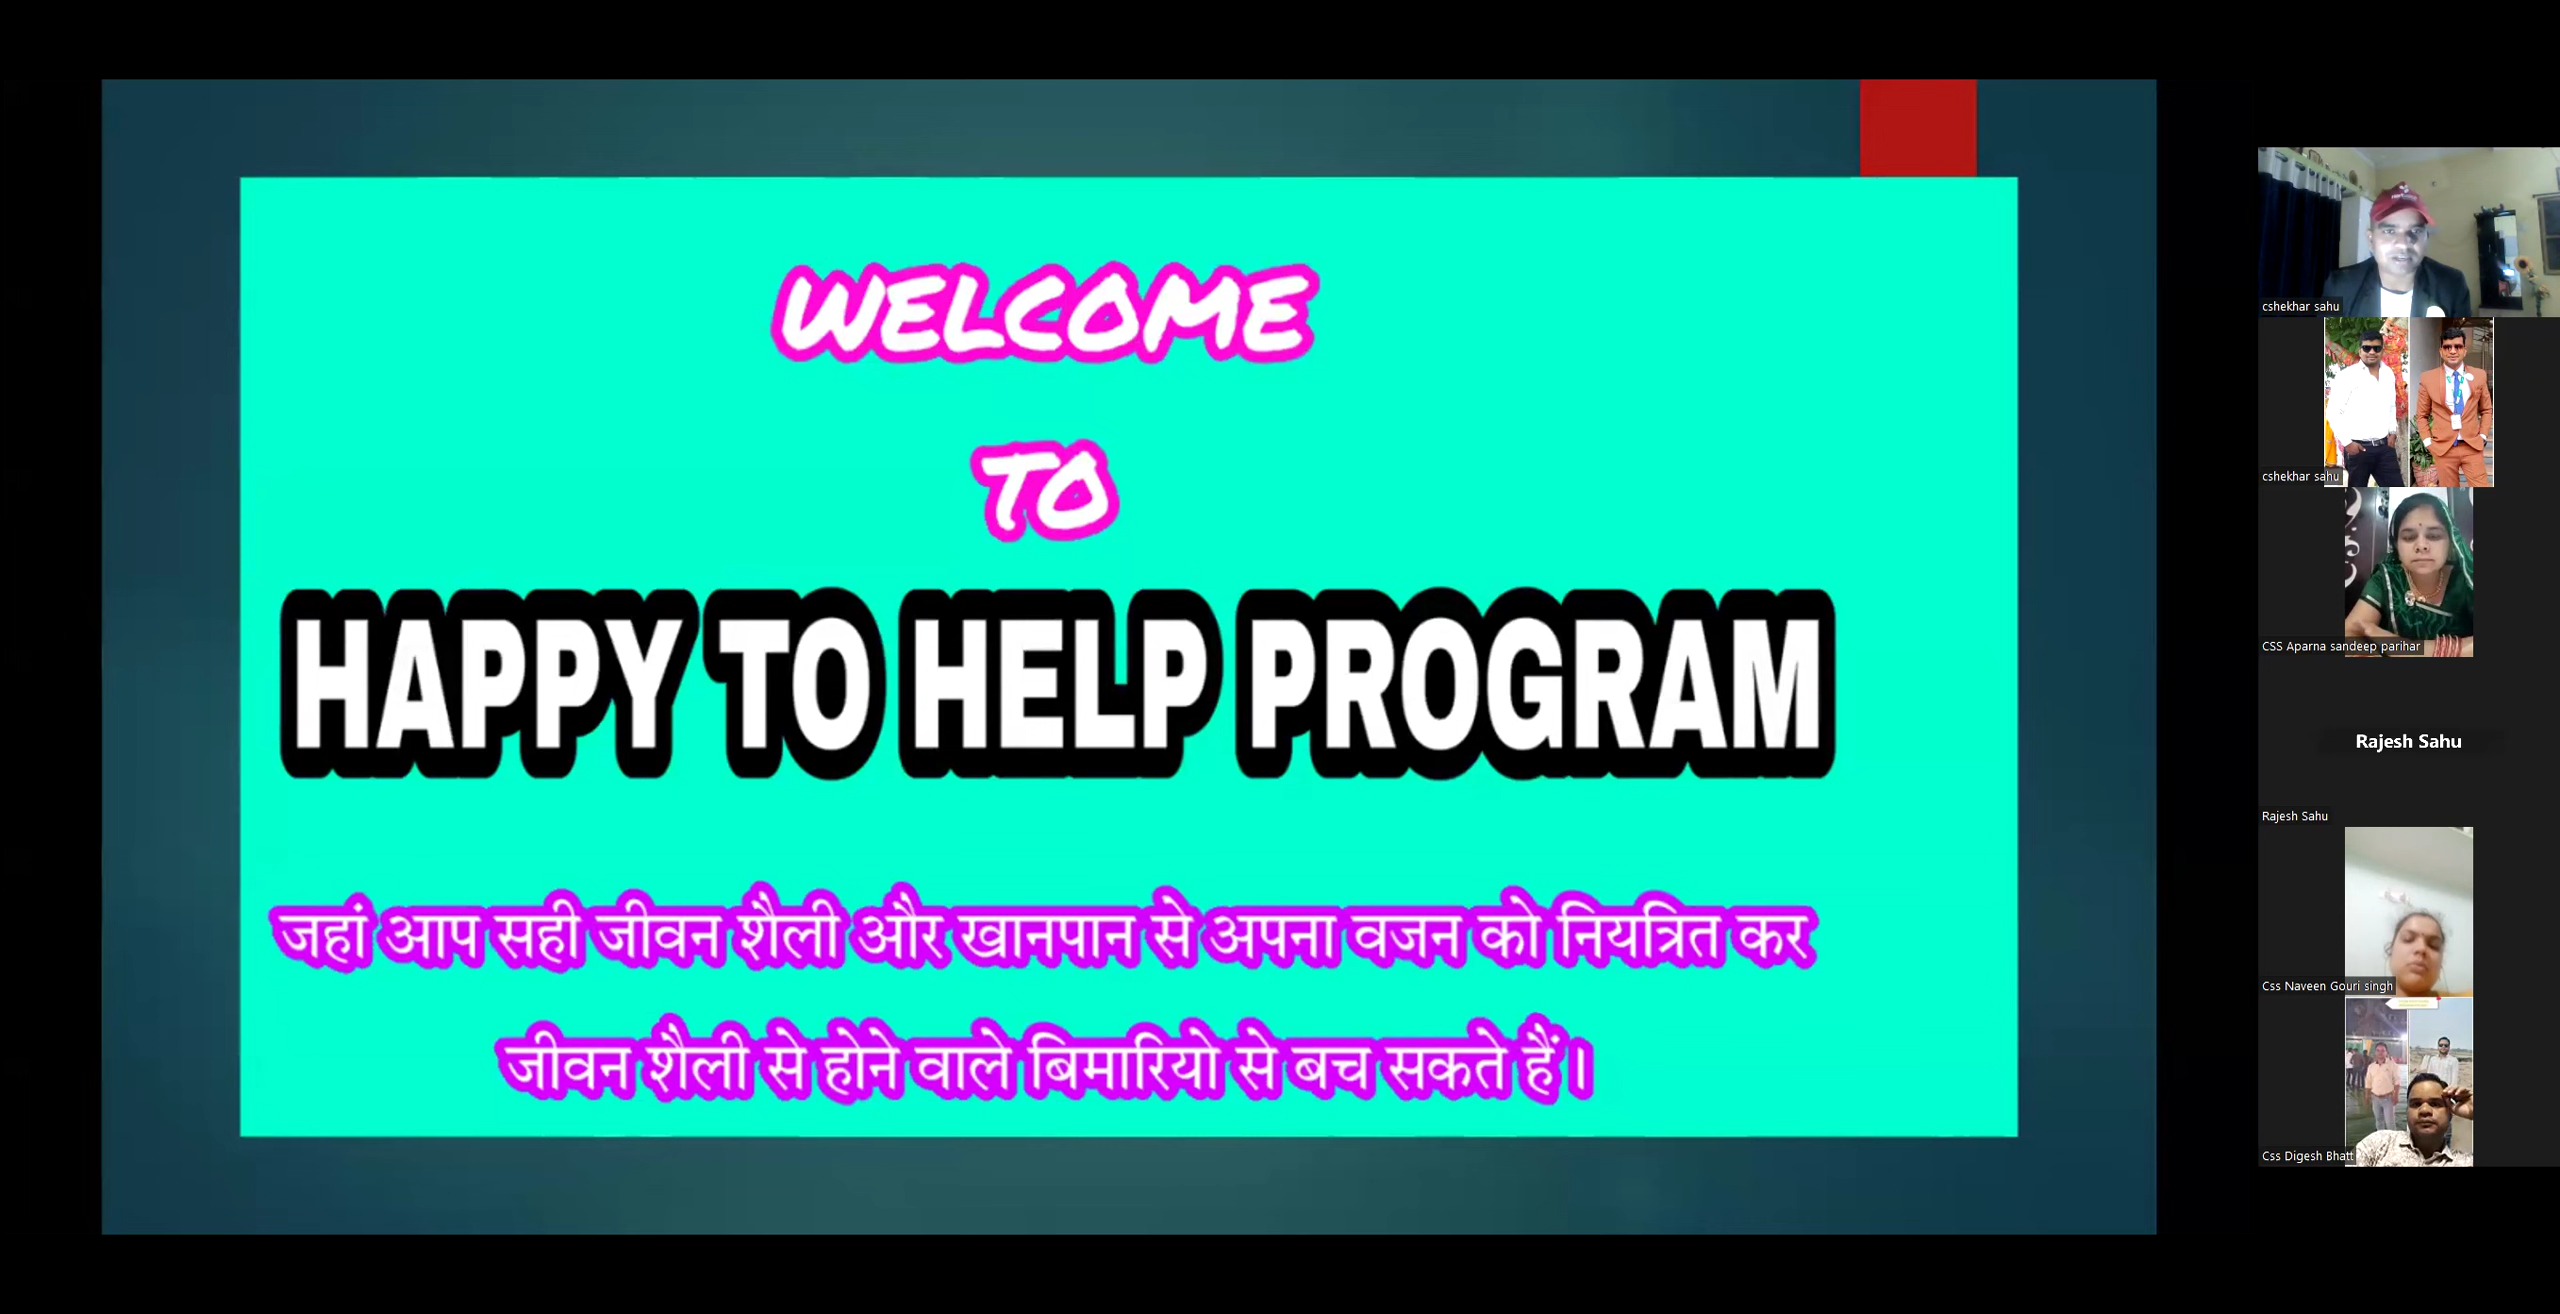 WELCOME
TO
HAPPY TO HELP PROGRAM
जहां आप सही जीवन शैली और खानपान से अपना वजन को नियत्रित कर
जीवन शैली से होने वाले बिमारियो से बच सकते हैं।
cshekhar sahu
cshekhar sahu
CSS Aparna sandeep parihar
Rajesh Sahu
Rajesh Sahu
Css Naveen Gouri singh
Css Digesh Bhatt